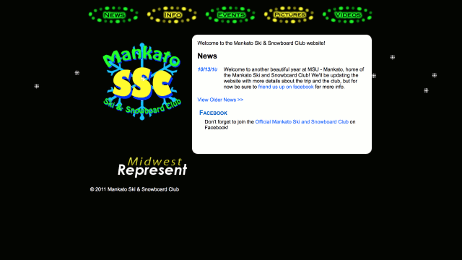 NEWS INFO EVENTS PICTURES VIDEOS
Mankato
SSC
Ski & Snowboard Club
Welcome to the Mankato Ski & Snowboard Club website!
News
Welcome to another beautiful year at MSU - Mankato, home of
the Mankato Ski and Snowboard Club! We'll be updating the
website with more details about the trip and the club, but for
now be sure to friend us up on facebook for more info.
View Older News >>
FACEBOOK
Don't forget to join the Official Mankato Ski and Snowboard Club on
Facebook!
Midwest
Represent
© 2011 Mankato Ski & Snowboard Club